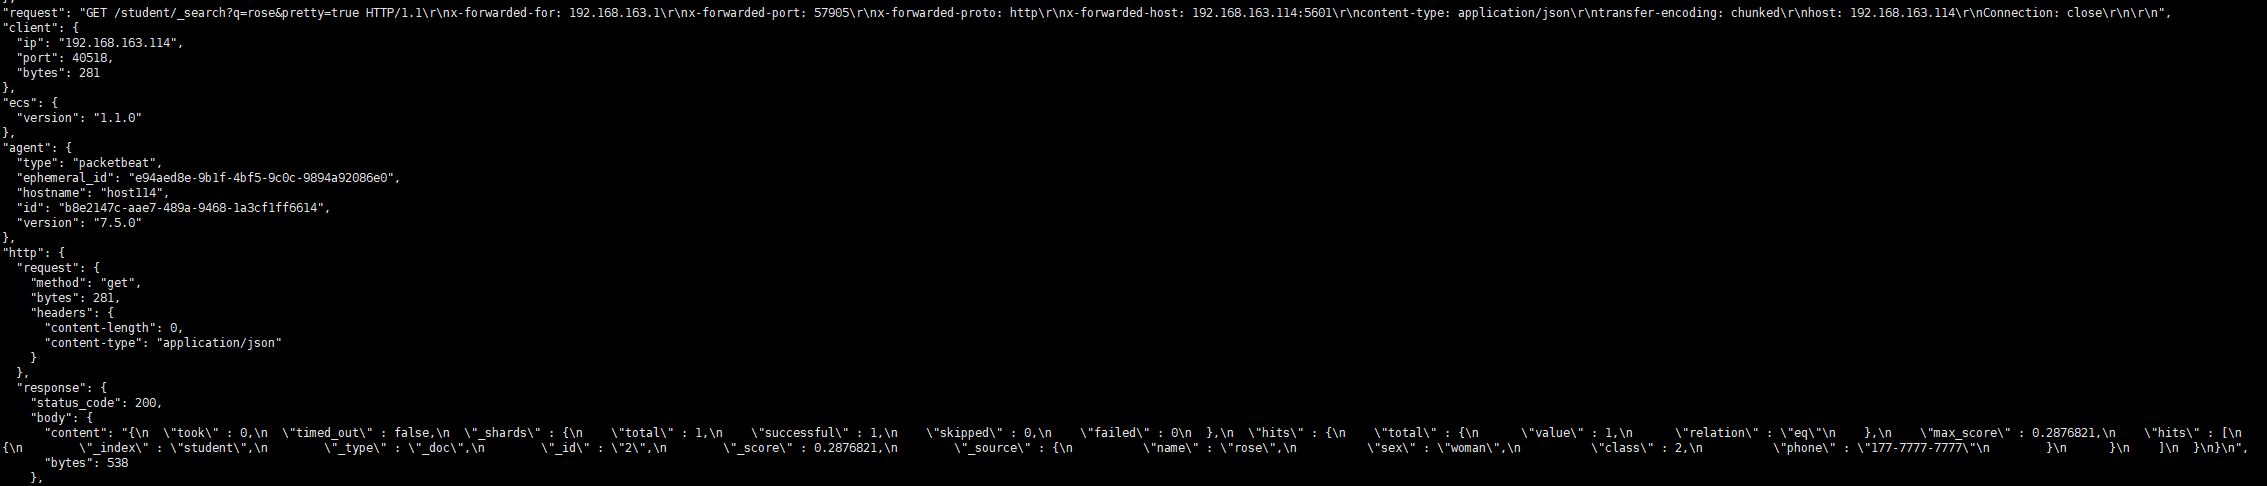 },
"request": "GET /student/_search?q=rose&pretty=true HTTP/1.1\r\nx-forwarded-for: 192.168.163.1\r\nx-forwarded-port: 57905\r\nx-forwarded-proto: http\r\nx-forwarded-host: 192.168.163.114:5601\r\ncontent-type: application/json\r\ntransfer-encoding: chunked\r\nhost: 192.168.163.114\r\nConnection: close\r\n\r\n",
"client": {
  "ip": "192.168.163.114",
  "port": 40518,
  "bytes": 281
},
"ecs": {
  "version": "1.1.0"
},
"agent": {
  "type": "packetbeat",
  "ephemeral_id": "e94aed8e-9b1f-4bf5-9c0c-9894a92086e0",
  "hostname": "host114",
  "id": "b8e2147c-aae7-489a-9468-1a3cf1ff6614",
  "version": "7.5.0"
},
"http": {
  "request": {
    "method": "get",
    "bytes": 281,
    "headers": {
      "content-length": 0,
      "content-type": "application/json"
    }
  },
  "response": {
    "status_code": 200,
    "body": {
      "content": "{\n  \"took\" : 0,\n  \"timed_out\" : false,\n  \"_shards\" : {\n    \"total\" : 1,\n    \"successful\" : 1,\n    \"skipped\" : 0,\n    \"failed\" : 0\n  },\n  \"hits\" : {\n    \"total\" : {\n      \"value\" : 1,\n      \"relation\" : \"eq\"\n    },\n    \"max_score\" : 0.2876821,\n    \"hits\" : [\n
{\n        \"_index\" : \"student\",\n        \"_type\" : \"_doc\",\n        \"_id\" : \"2\",\n        \"_score\" : 0.2876821,\n        \"_source\" : {\n          \"name\" : \"rose\",\n          \"sex\" : \"woman\",\n          \"class\" : 2,\n          \"phone\" : \"177-7777-7777\"\n        }\n      }\n    ]\n  }\n}\n",
      "bytes": 538
    },